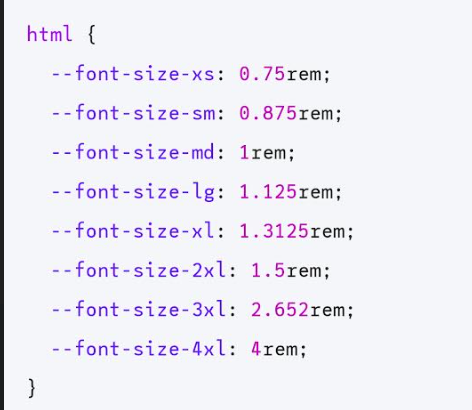 html {
  --font-size-xs: 0.75rem;
  --font-size-sm: 0.875rem;
  --font-size-md: 1rem;
  --font-size-lg: 1.125rem;
  --font-size-xl: 1.3125rem;
  --font-size-2xl: 1.5rem;
  --font-size-3xl: 2.652rem;
  --font-size-4xl: 4rem;
}